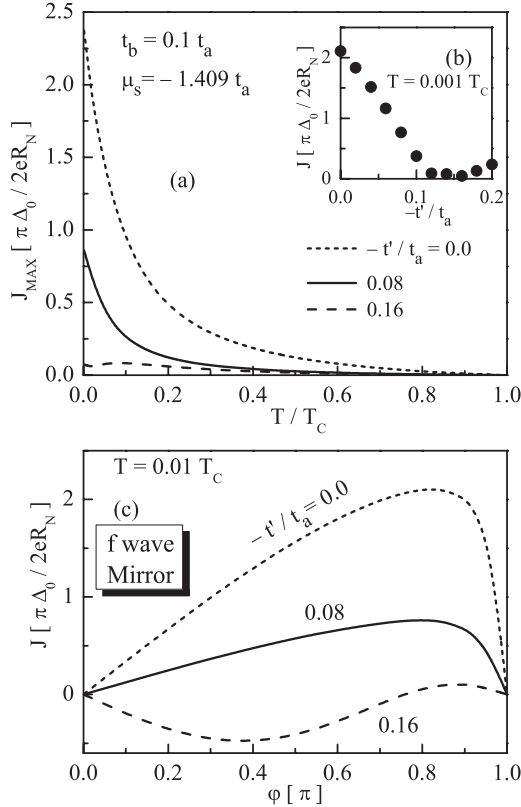 2.5
2.0
1.5
1.0
0.5
0.0
J_MAX [ π Δ_0 / 2eR_N ]
t_b = 0.1 t_a
μ_s = − 1.409 t_a
(a)
(b)
T = 0.001 T_C
2
1
0
J [ π Δ_0 / 2eR_N ]
0.0 0.1 0.2
−t' / t_a
− t' / t_a = 0.0
0.08
0.16
0.0 0.2 0.4 0.6 0.8 1.0
T / T_C
T = 0.01 T_C
(c)
f wave
Mirror
− t' / t_a = 0.0
0.08
0.16
2
1
0
J [ π Δ_0 / 2eR_N ]
0.0 0.2 0.4 0.6 0.8 1.0
φ [ π ]